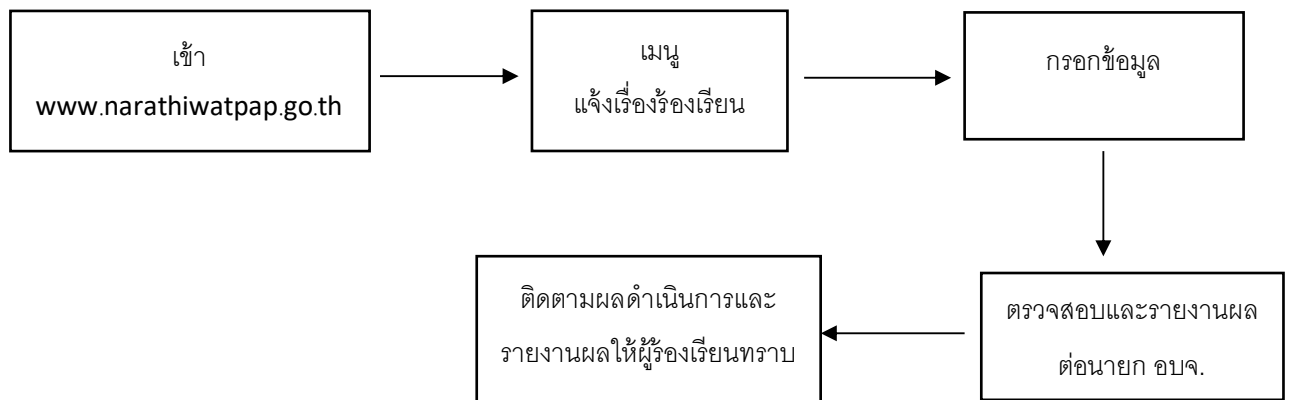 เข้า
www.narathiwatpap.go.th
เมนู
แจ้งเรื่องร้องเรียน
กรอกข้อมูล
ตรวจสอบและรายงานผล
ต่อนายก อบจ.
ติดตามผลดำเนินการและ
รายงานผลให้ผู้ร้องเรียนทราบ